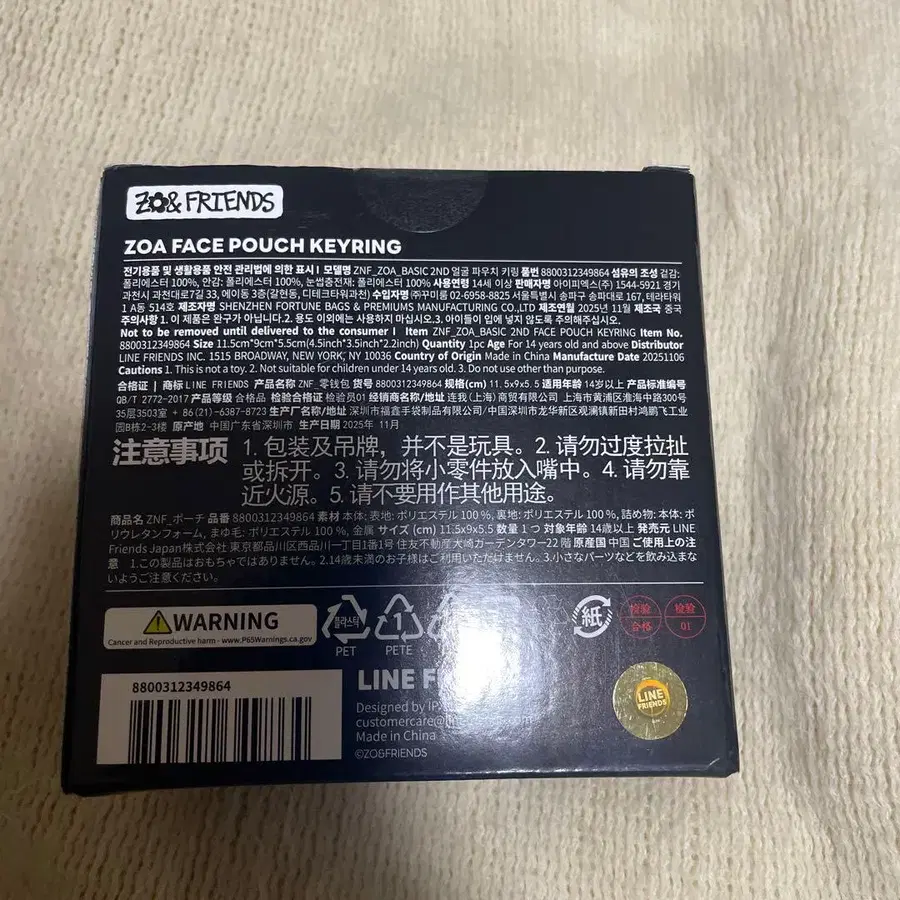 ZO& FRIENDS
ZOA FACE POUCH KEYRING
전기용품 및 생활용품 안전 관리법에 의한 표시 I 모델명 ZNF_ZOA_BASIC 2ND 얼굴 파우치 키링 품번 8800312349864 섬유의 조성 겉감:
폴리에스터 100%, 안감: 폴리에스터 100%, 눈썹충전재: 폴리에스터 100% 사용연령 14세 이상 판매자명 아이피엑스(주) 1544-5921 경기
과천시 과천대로7길 33, 에이동 3층(갈현동, 디테크타워과천) 수입자명 ㈜꾸미룸 02-6958-8825 서울특별시 송파구 송파대로 167, 테라타워
1 A동 514호 제조자명 SHENZHEN FORTUNE BAGS & PREMIUMS MANUFACTURING CO.,LTD 제조연월 2025년 11월 제조국 중국
주의사항 1. 이 제품은 완구가 아닙니다.2. 용도 이외에는 사용하지 마십시오.3. 아이들이 입에 넣지 않도록 주의해주십시오.
Not to be removed until delivered to the consumer I Item ZNF_ZOA_BASIC 2ND FACE POUCH KEYRING Item No.
8800312349864 Size 11.5cm*9cm*5.5cm(4.5inch*3.5inch*2.2inch) Quantity 1pc Age For 14 years old and above Distributor
LINE FRIENDS INC. 1515 BROADWAY, NEW YORK, NY 10036 Country of Origin Made in China Manufacture Date 20251106
Cautions 1. This is not a toy. 2. Not suitable for children under 14 years old. 3. Do not use other than purpose.
合格证 | 商标 LINE FRIENDS 产品名称 ZNF_零钱包 货号 8800312349864 规格(cm) 11.5x9x5.5 适用年龄 14岁以上 产品标准编号
QB/T 2772-2017 产品等级 合格品 检验合格证 检验员01 经销商名称/地址 连我(上海) 商贸有限公司/ 上海市黄浦区淮海中路300号
35层3503室 + 86(21)-6387-8723 生产厂名称/地址 深圳市福鑫手袋制品有限公司/中国深圳市龙华新区观澜镇新田村鸿鹏飞工业
园B栋2-3楼 原产地 中国广东省深圳市 生产日期 2025年 11月
注意事项 1. 包装及吊牌，并不是玩具。2. 请勿过度拉扯
或拆开。3. 请勿将小零件放入嘴中。4. 请勿靠
近火源。5. 请不要用作其他用途。
商品名 ZNF_ポーチ 品番 8800312349864 素材 本体: 表地: ポリエステル 100 %, 裏地: ポリエステル 100 %, 詰め物: 本体: ポ
リウレタンフォーム, まゆ毛: ポリエステル 100 %, 金属 サイズ (cm) 11.5x9x5.5 数量 1つ 対象年齢 14歳以上 発売元 LINE
Friends Japan株式会社 東京都品川区西品川一丁目1番1号 住友不動産大崎ガーデンタワー22階 原産国 中国 ご使用上の注
意 1.この製品はおもちゃではありません。2.14歳未満のお子様はご利用いただけません。3.小さなパーツなどを飲み込まな
いようご注意ください。
WARNING
Cancer and Reproductive harm - www.P65Warnings.ca.gov
플라스틱
PET
1
PETE
紙
检验
合格
检验
01
8800312349864
LINE F
Designed by IPX
customercare@
Made in China
©ZO&FRIENDS
LINE
FRIENDS